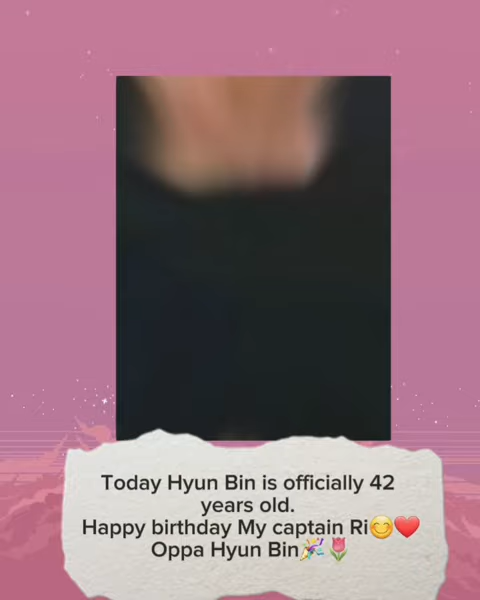 Today Hyun Bin is officially 42
years old.
Happy birthday My captain Ri😊❤️
Oppa Hyun Bin🎉🌷